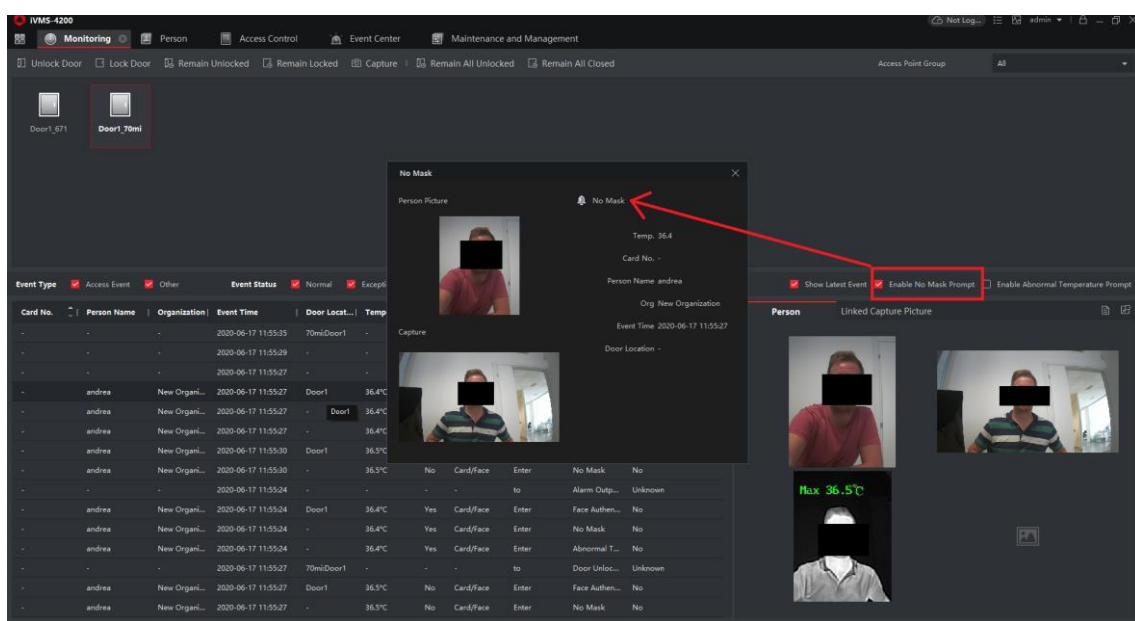 iVMS-4200
Not Log... admin
Monitoring Person Access Control Event Center Maintenance and Management
Unlock Door Lock Door Remain Unlocked Remain Locked Capture Remain All Unlocked Remain All Closed Access Point Group All
Door1_671 Door1_70mi
No Mask
Person Picture
No Mask
Temp. 36.4
Card No. -
Person Name andrea
Org New Organization
Event Time 2020-06-17 11:55:27
Door Location -
Capture
Event Type Access Event Other Event Status Normal Excepti
Show Latest Event Enable No Mask Prompt Enable Abnormal Temperature Prompt
Card No. Person Name Organization Event Time Door Locat... Temp
- - - 2020-06-17 11:55:35 70mi:Door1 -
- - - 2020-06-17 11:55:29 - -
- - - 2020-06-17 11:55:27 - -
- andrea New Organi... 2020-06-17 11:55:27 Door1 36.4°C
- andrea New Organi... 2020-06-17 11:55:27 - Door1 36.4°C
- andrea New Organi... 2020-06-17 11:55:27 - 36.4°C
- andrea New Organi... 2020-06-17 11:55:30 Door1 36.5°C
- andrea New Organi... 2020-06-17 11:55:30 - 36.5°C No Card/Face Enter No Mask No
- - - 2020-06-17 11:55:24 - - - - to Alarm Outp... Unknown
- andrea New Organi... 2020-06-17 11:55:24 Door1 36.4°C Yes Card/Face Enter Face Authen... No
- andrea New Organi... 2020-06-17 11:55:24 - 36.4°C Yes Card/Face Enter No Mask No
- andrea New Organi... 2020-06-17 11:55:24 - 36.4°C Yes Card/Face Enter Abnormal T... No
- - - 2020-06-17 11:55:27 70mi:Door1 - - - to Door Unloc... Unknown
- andrea New Organi... 2020-06-17 11:55:27 Door1 36.5°C No Card/Face Enter Face Authen... No
- andrea New Organi... 2020-06-17 11:55:27 - 36.5°C No Card/Face Enter No Mask No
Person Linked Capture Picture
Max 36.5°C